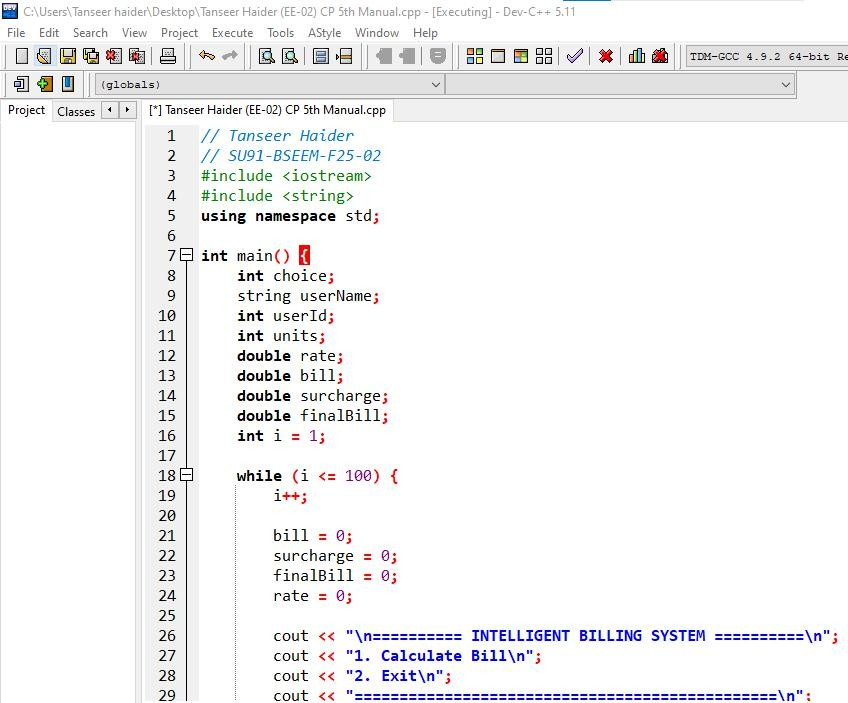 C:\Users\Tanseer haider\Desktop\Tanseer Haider (EE-02) CP 5th Manual.cpp - [Executing] - Dev-C++ 5.11
File Edit Search View Project Execute Tools AStyle Window Help
TDM-GCC 4.9.2 64-bit Re
(globals)
Project Classes [*] Tanseer Haider (EE-02) CP 5th Manual.cpp
1 // Tanseer Haider
2 // SU91-BSEEM-F25-02
3 #include <iostream>
4 #include <string>
5 using namespace std;
6
7 int main() {
8 int choice;
9 string userName;
10 int userId;
11 int units;
12 double rate;
13 double bill;
14 double surcharge;
15 double finalBill;
16 int i = 1;
17
18 while (i <= 100) {
19 i++;
20
21 bill = 0;
22 surcharge = 0;
23 finalBill = 0;
24 rate = 0;
25
26 cout << "\n========== INTELLIGENT BILLING SYSTEM ==========\n";
27 cout << "1. Calculate Bill\n";
28 cout << "2. Exit\n";
29 cout << "===============================================\n";